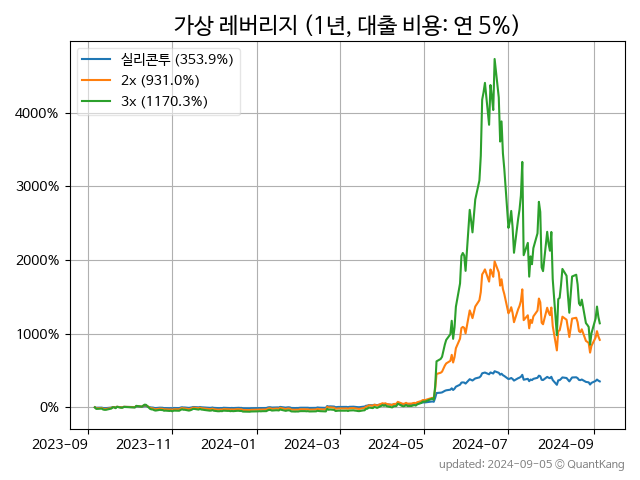 가상 레버리지 (1년, 대출 비용: 연 5%)
실리콘투 (353.9%)
2x (931.0%)
3x (1170.3%)
4000%
3000%
2000%
1000%
0%
2023-09 2023-11 2024-01 2024-03 2024-05 2024-07 2024-09
updated: 2024-09-05 © QuantKang